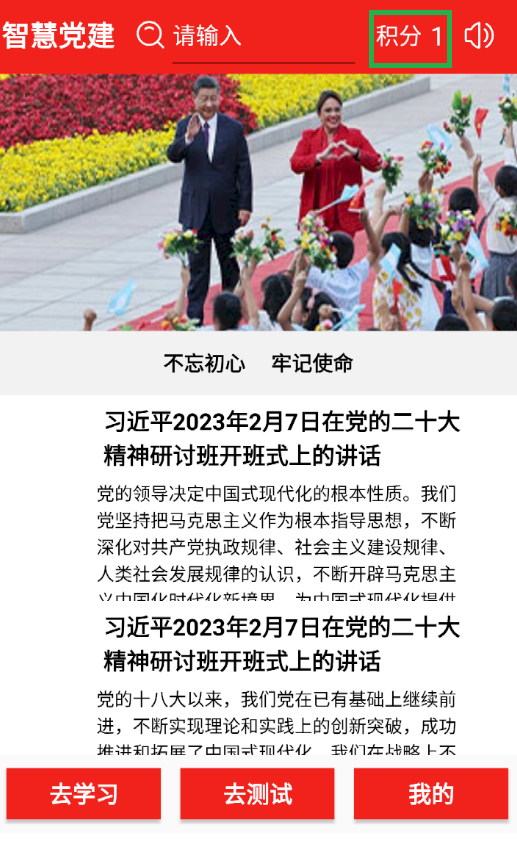 智慧党建 请输入 积分 1
不忘初心 牢记使命
习近平2023年2月7日在党的二十大
精神研讨班开班式上的讲话
党的领导决定中国式现代化的根本性质。我们
党坚持把马克思主义作为根本指导思想，不断
深化对共产党执政规律、社会主义建设规律、
人类社会发展规律的认识，不断开辟马克思主
义中国化时代化新境界，为中国式现代化提供
习近平2023年2月7日在党的二十大
精神研讨班开班式上的讲话
党的十八大以来，我们党在已有基础上继续前
进，不断实现理论和实践上的创新突破，成功
推进和拓展了中国式现代化。我们在战略上不
去学习 去测试 我的